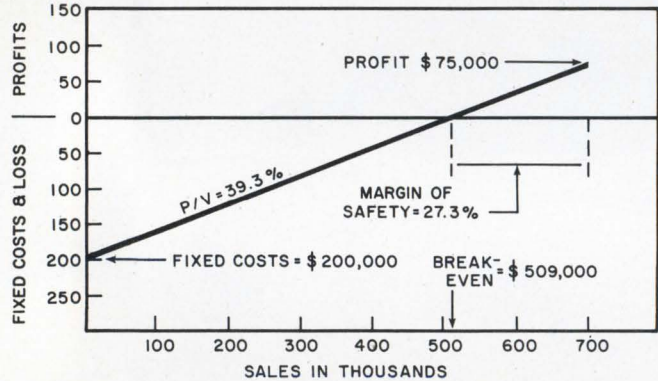 PROFITS
FIXED COSTS & LOSS
150
100
50
0
50
100
150
200
250
PROFIT $75,000
P/V=39.3%
MARGIN OF
SAFETY=27.3%
FIXED COSTS = $200,000
BREAK-
EVEN = $509,000
100 200 300 400 500 600 700
SALES IN THOUSANDS